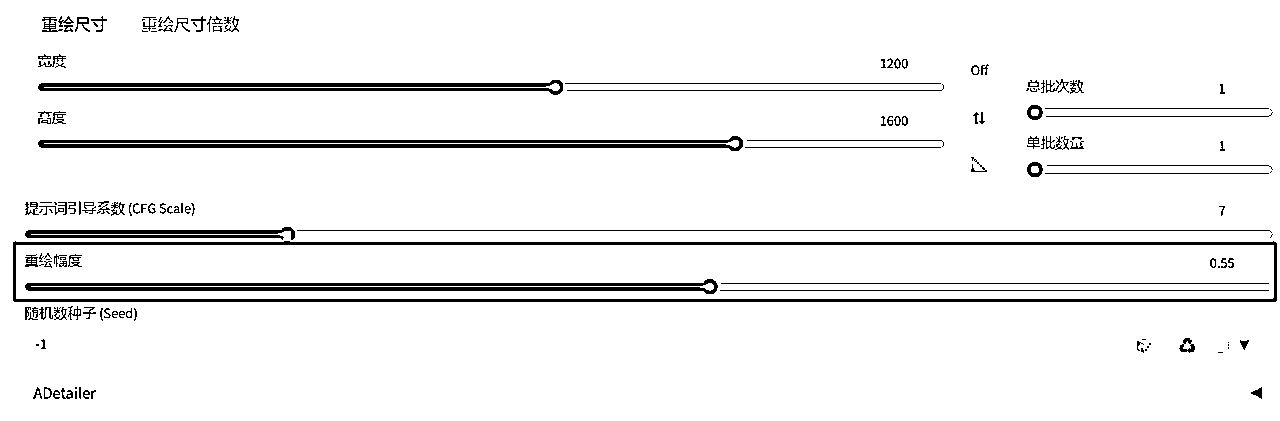 重绘尺寸 重绘尺寸倍数
宽度 1200
高度 1600
Off
总批次数 1
单批数量 1
提示词引导系数 (CFG Scale) 7
重绘幅度 0.55
随机数种子 (Seed)
-1
ADetailer